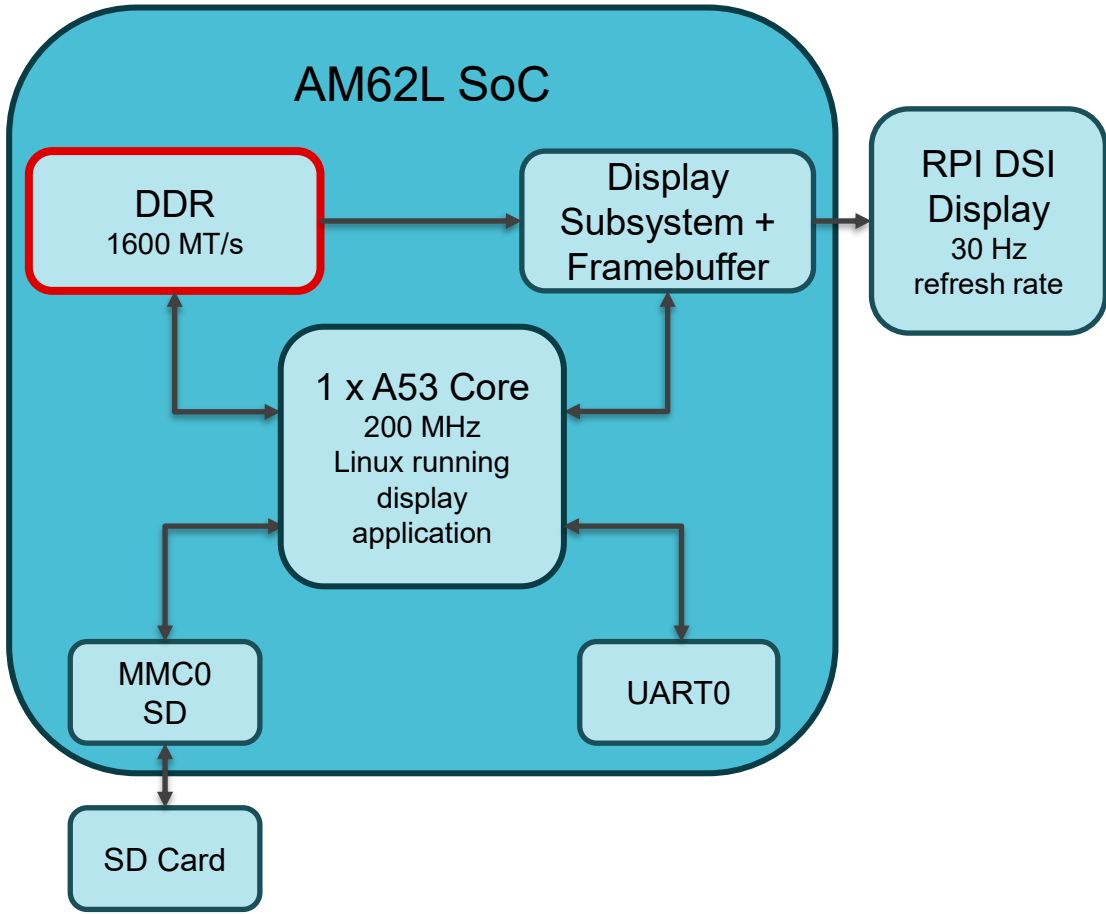 AM62L SoC
DDR
1600 MT/s
Display
Subsystem +
Framebuffer
RPI DSI
Display
30 Hz
refresh rate
1 x A53 Core
200 MHz
Linux running
display
application
MMC0
SD
UART0
SD Card